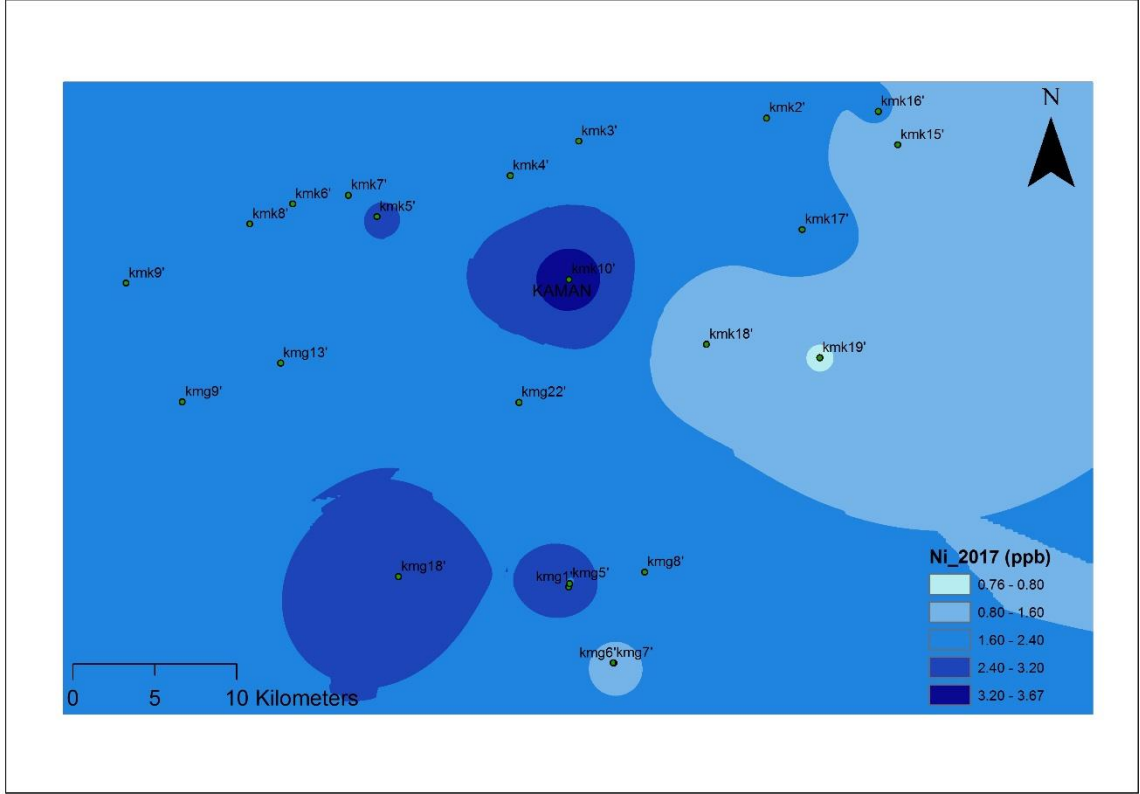 N
kmk16'
kmk2'
kmk15'
kmk3'
kmk4'
kmk7'
kmk6'
kmk5'
kmk8'
kmk17'
kmk9'
kmk10'
KAMAN
kmk18'
kmk19'
kmg13'
kmg9'
kmg22'
kmg18'
kmg1'
kmg5'
kmg8'
kmg6'
kmg7'
Ni_2017 (ppb)
0.76 - 0.80
0.80 - 1.60
1.60 - 2.40
2.40 - 3.20
3.20 - 3.67
0 5 10 Kilometers